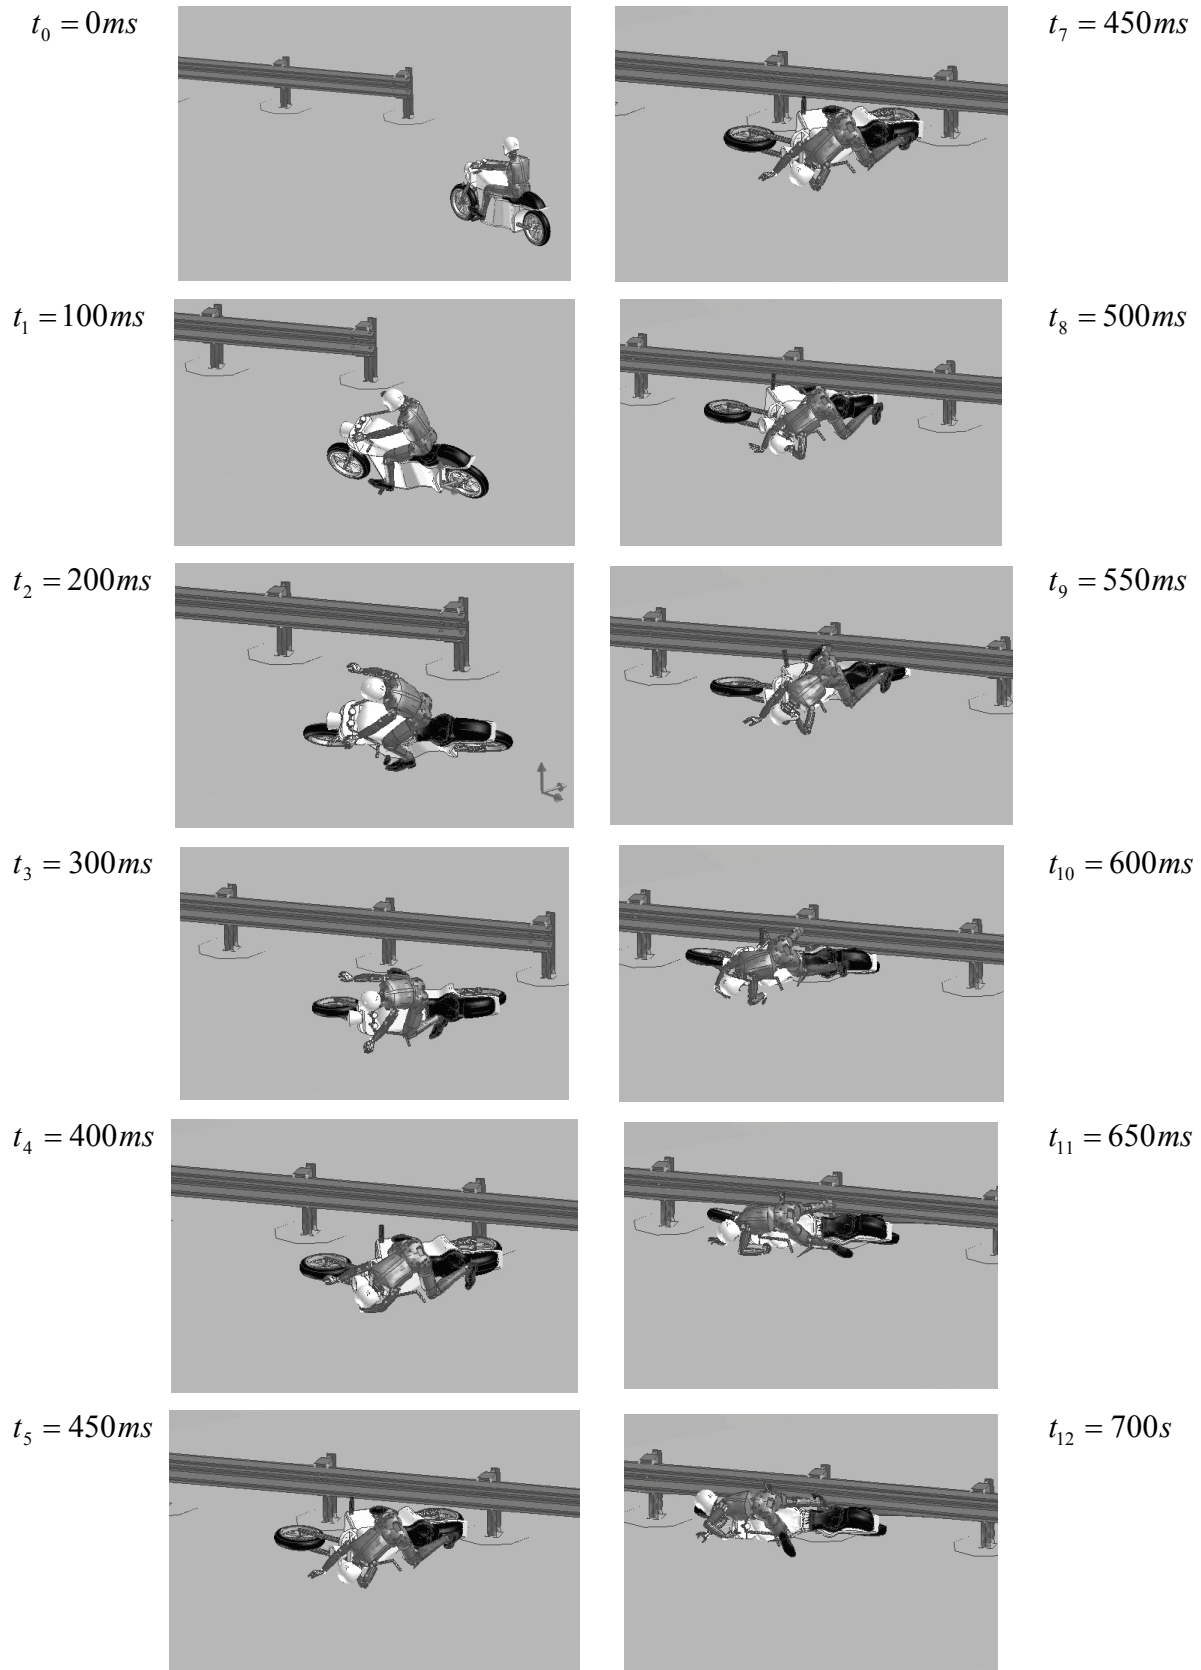 t₀ = 0ms
t₁ = 100ms
t₂ = 200ms
t₃ = 300ms
t₄ = 400ms
t₅ = 450ms
t₇ = 450ms
t₈ = 500ms
t₉ = 550ms
t₁₀ = 600ms
t₁₁ = 650ms
t₁₂ = 700s